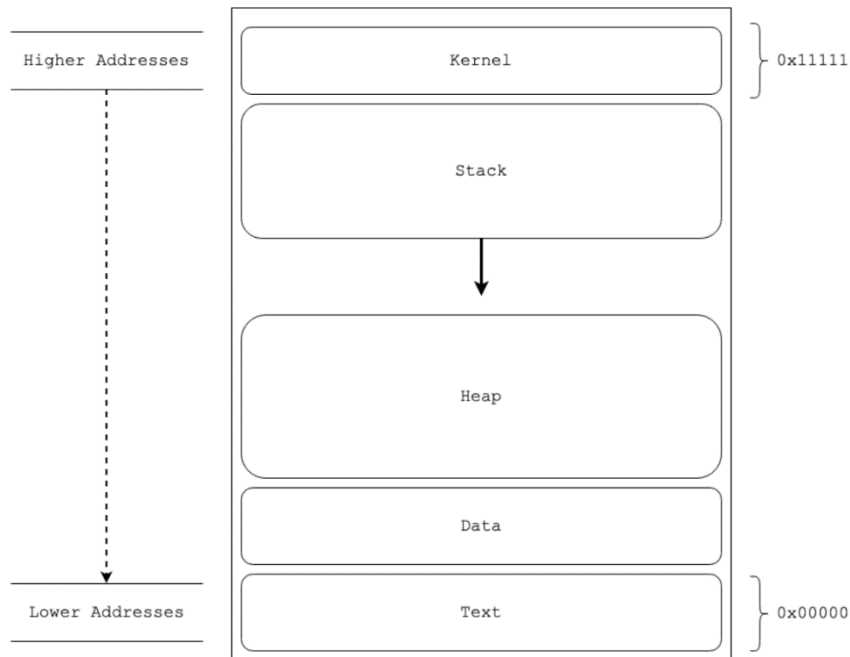 Higher Addresses
Kernel
0x11111
Stack
Heap
Data
Lower Addresses
Text
0x00000